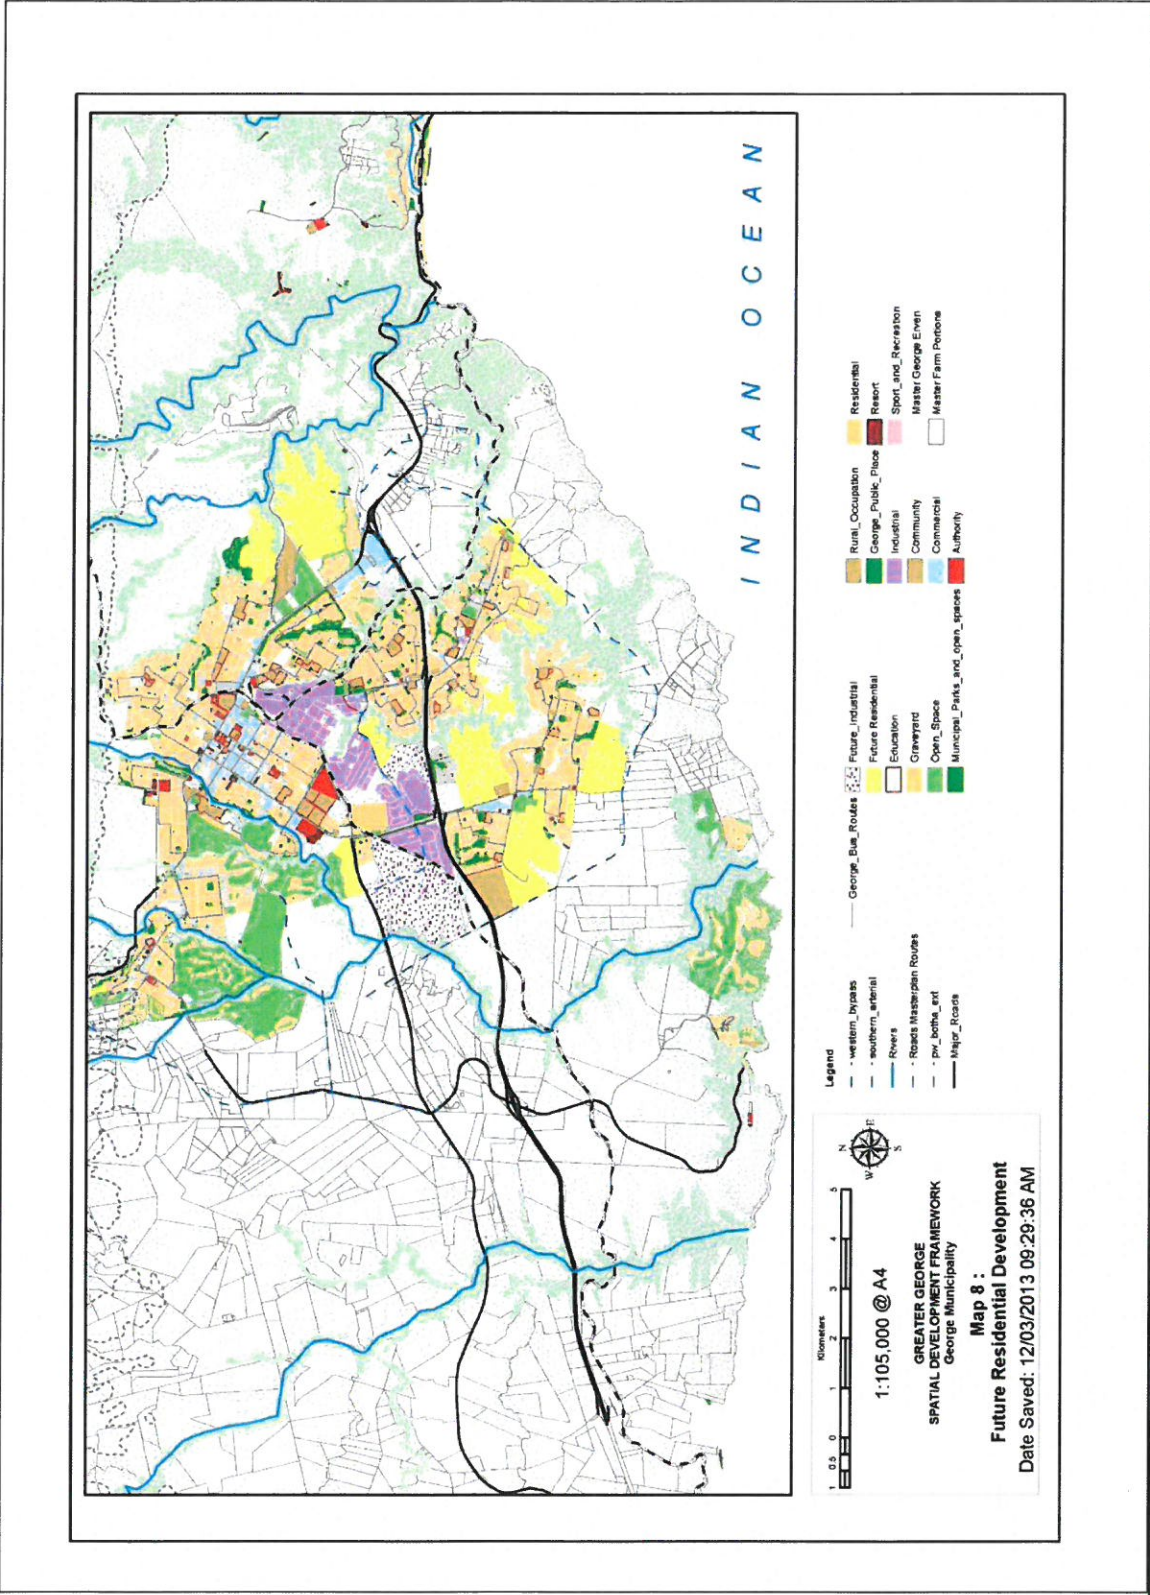 INDIAN OCEAN
Kilometers
1 0.5 0 1 2 3 4 5
1:105,000 @ A4
N
W E
S
GREATER GEORGE
SPATIAL DEVELOPMENT FRAMEWORK
George Municipality
Map 8 :
Future Residential Development
Date Saved: 12/03/2013 09:29:36 AM
Legend
western_bypass
southern_arterial
Rivers
Roads Masterplan Routes
pw_botha_ext
Major_Roads
George_Bus_Routes
Future_Industrial
Future Residential
Education
Graveyard
Open_Space
Municipal_Parks_and_open_spaces
Rural_Occupation
George_Public_Place
Industrial
Community
Commercial
Authority
Residential
Resort
Sport_and_Recreation
Master George Erven
Master Farm Portions